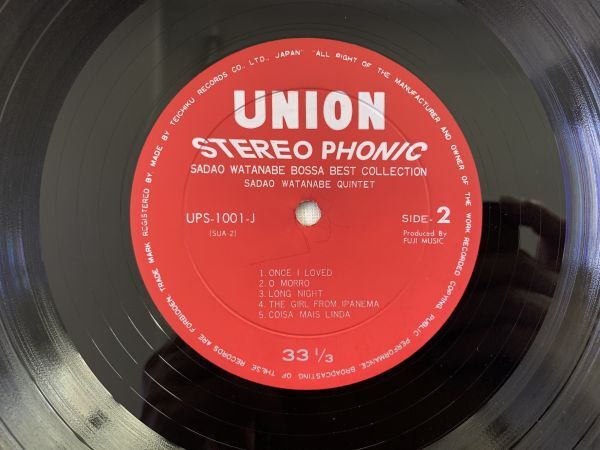 TRADE MARK REGISTERED. BY MADE BY TEICHIKU RECORDS CO., LTD., JAPAN" "ALL RIGHT OF THE MANUFACTURER AND OWNER OF THE WORK RECORDED COPYING, PUBLIC PERFORMANCE, BROADCASTING OF THESE RECORDS ARE FORBIDDEN
UNION
STEREO PHONIC
SADAO WATANABE BOSSA BEST COLLECTION
SADAO WATANABE QUINTET
UPS-1001-J
(SUA-2)
SIDE-2
Produced By
FUJI MUSIC
1. ONCE I LOVED
2. O MORRO
3. LONG NIGHT
4. THE GIRL FROM IPANEMA
5. COISA MAIS LINDA
33 1/3